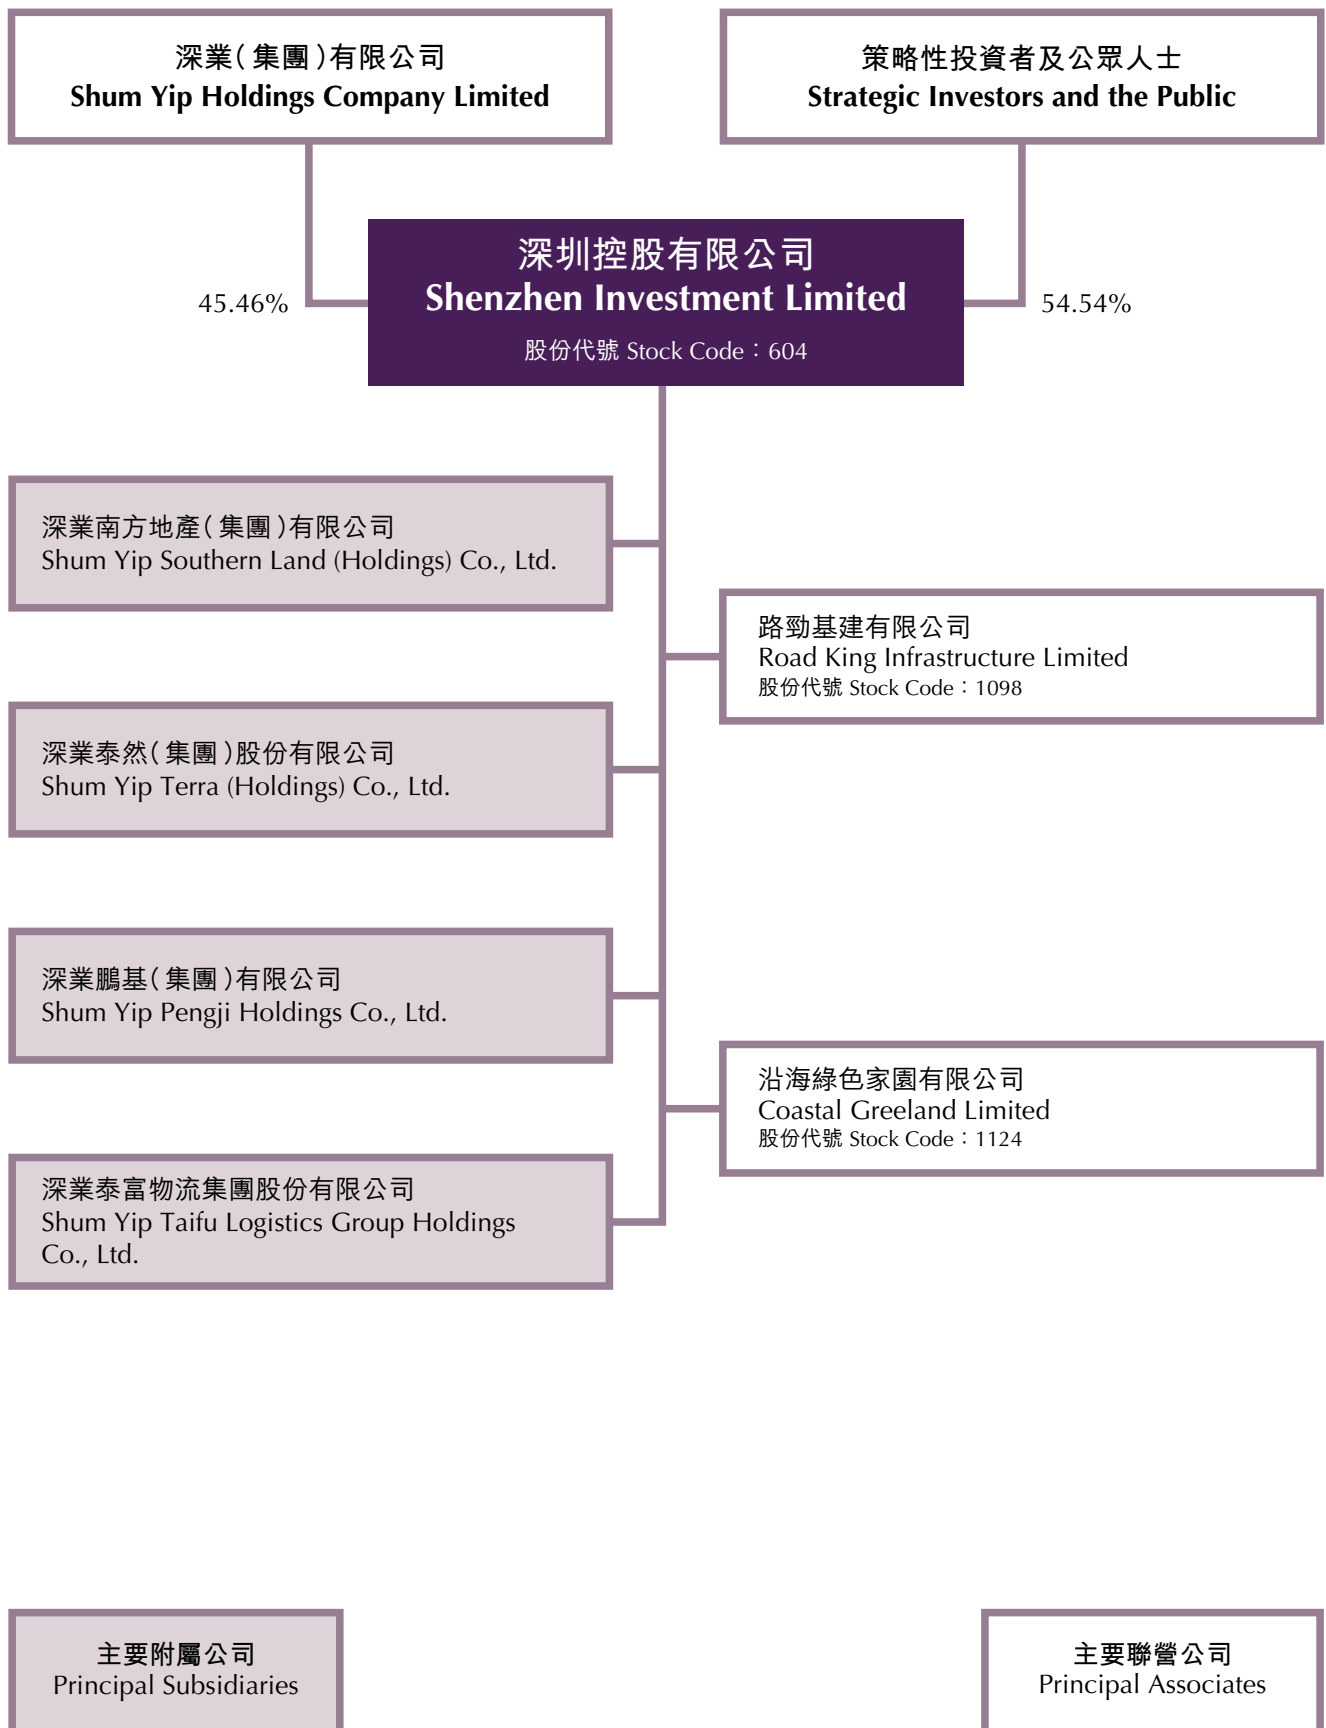 深業（集團）有限公司
Shum Yip Holdings Company Limited
策略性投資者及公眾人士
Strategic Investors and the Public
深圳控股有限公司
Shenzhen Investment Limited
股份代號 Stock Code：604
45.46%
54.54%
深業南方地產（集團）有限公司
Shum Yip Southern Land (Holdings) Co., Ltd.
路勁基建有限公司
Road King Infrastructure Limited
股份代號 Stock Code：1098
深業泰然（集團）股份有限公司
Shum Yip Terra (Holdings) Co., Ltd.
深業鵬基（集團）有限公司
Shum Yip Pengji Holdings Co., Ltd.
沿海綠色家園有限公司
Coastal Greeland Limited
股份代號 Stock Code：1124
深業泰富物流集團股份有限公司
Shum Yip Taifu Logistics Group Holdings
Co., Ltd.
主要附屬公司
Principal Subsidiaries
主要聯營公司
Principal Associates